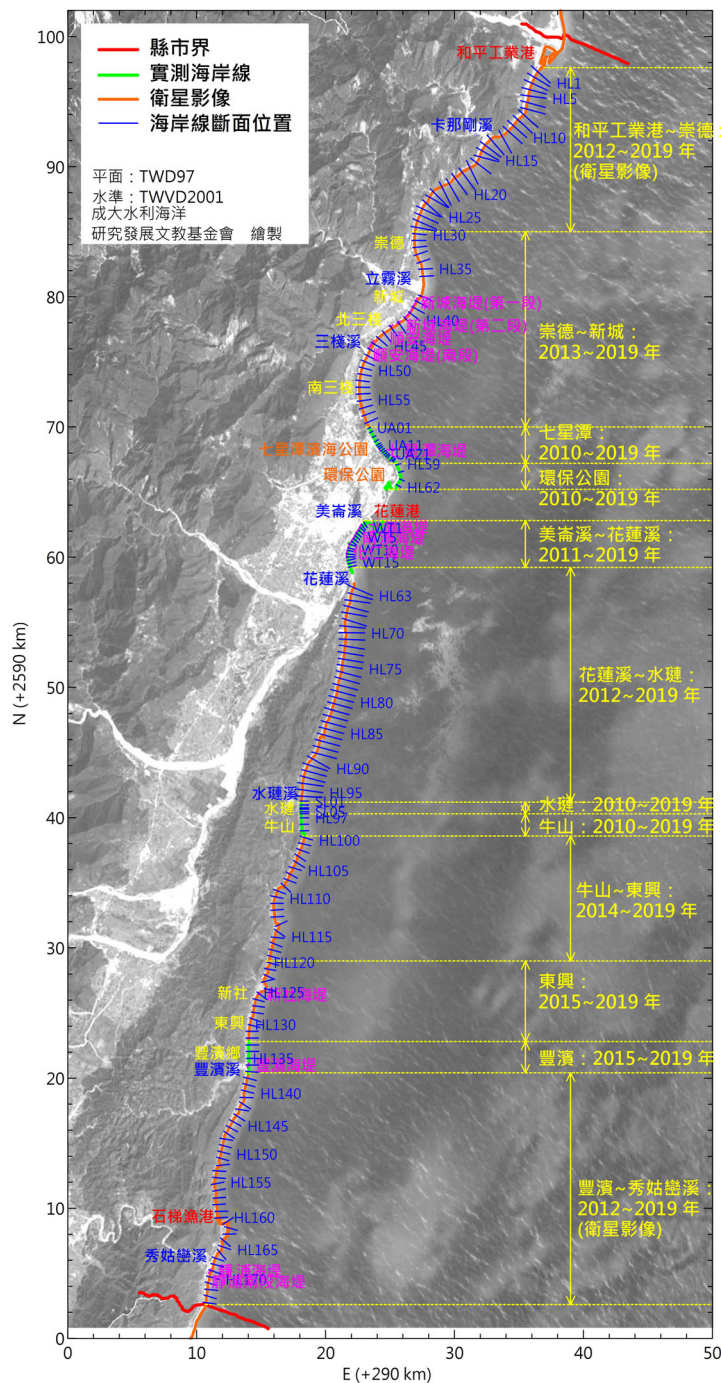 縣市界
實測海岸線
衛星影像
海岸線斷面位置
平面：TWD97
水準：TWVD2001
成大水利海洋
研究發展文教基金會　繪製
和平工業港
HL1
HL5
卡那剛溪
HL10
HL15
HL20
HL25
崇德
HL30
立霧溪
HL35
新城
新城海堤(第一段)
北三棧
HL40
新城海堤(第二段)
三棧溪
HL45
順安海堤(南段)
HL50
南三棧
HL55
UA01
七星潭濱海公園
UA11
UA21
HL59
環保公園
HL62
美崙溪
花蓮港
WT1
WT5
WT10
WT15
花蓮溪
HL63
HL70
HL75
HL80
HL85
HL90
水璉溪
HL95
SL01
水璉
SL05
牛山
HL97
HL100
HL105
HL110
HL115
HL120
新社
HL125
東興
HL130
豐濱鄉
HL135
豐濱溪
HL140
HL145
HL150
HL155
石梯漁港
HL160
秀姑巒溪
HL165
HL170
和平工業港~崇德：
2012~2019 年
(衛星影像)
崇德~新城：
2013~2019 年
七星潭：
2010~2019 年
環保公園：
2010~2019 年
美崙溪~花蓮溪：
2011~2019 年
花蓮溪~水璉：
2012~2019 年
水璉：2010~2019 年
牛山：2010~2019 年
牛山~東興：
2014~2019 年
東興：
2015~2019 年
豐濱：2015~2019 年
豐濱~秀姑巒溪：
2012~2019 年
(衛星影像)
100
90
80
70
60
50
40
30
20
10
0
N (+2590 km)
0
10
20
30
40
50
E (+290 km)